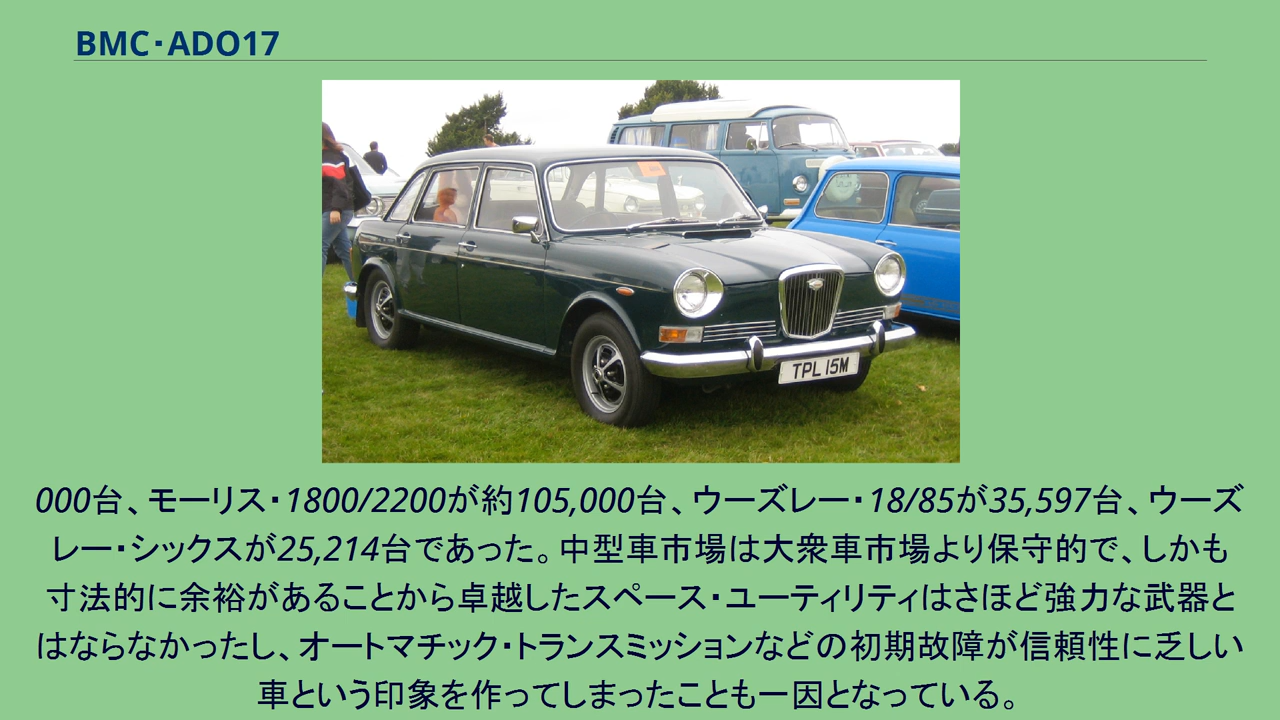 BMC・ADO17
TPL 15M
000台、モーリス・1800/2200が約105,000台、ウーズレー・18/85が35,597台、ウーズ
レー・シックスが25,214台であった。中型車市場は大衆車市場より保守的で、しかも
寸法的に余裕があることから卓越したスペース・ユーティリティはさほど強力な武器と
はならなかったし、オートマチック・トランスミッションなどの初期故障が信頼性に乏しい
車という印象を作ってしまったことも一因となっている。